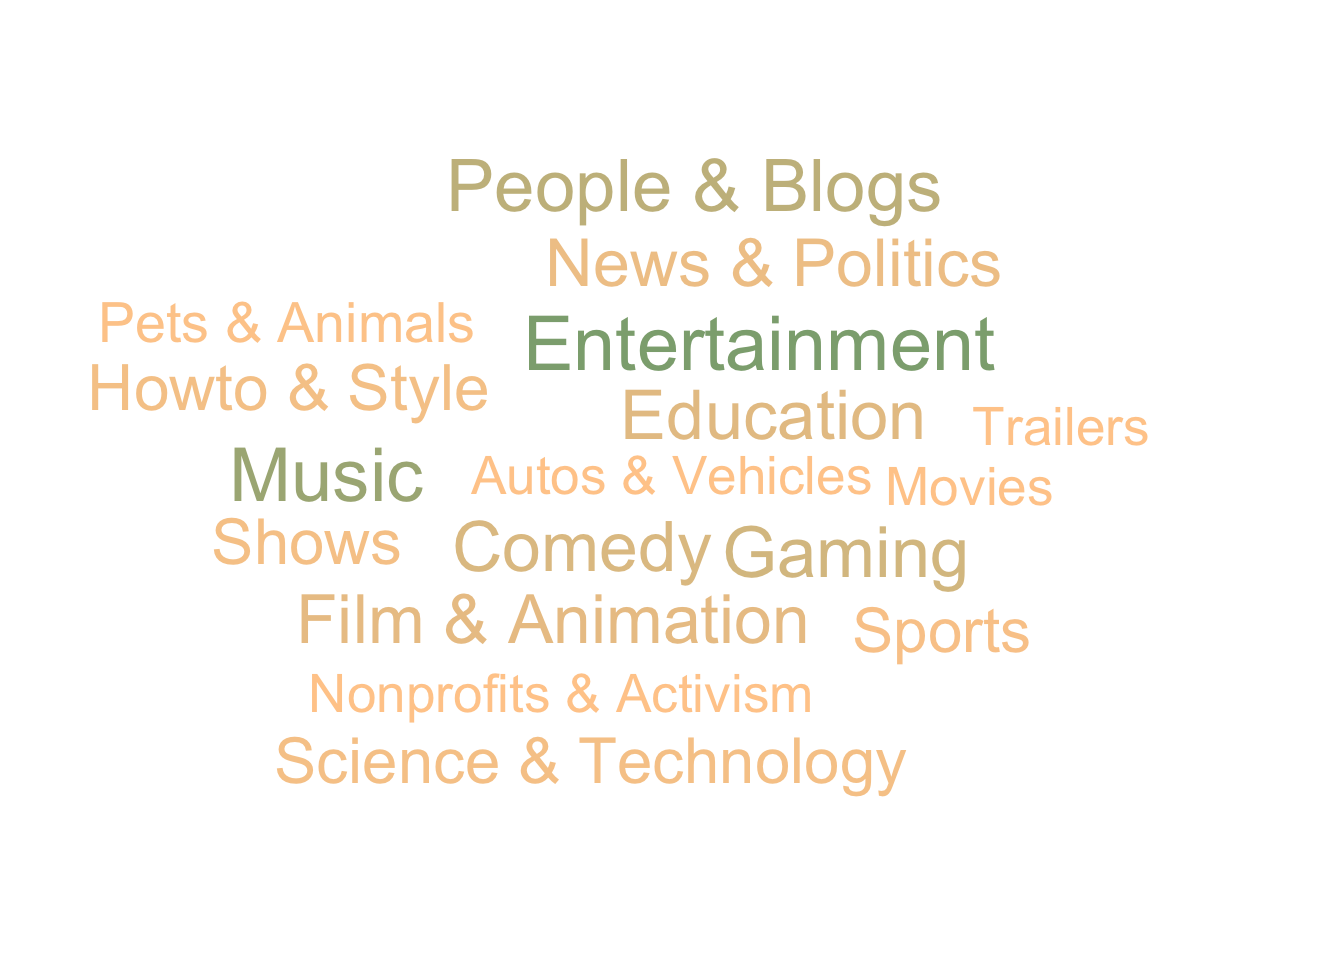 People & Blogs
News & Politics
Pets & Animals
Entertainment
Howto & Style
Education
Trailers
Music
Autos & Vehicles
Movies
Shows
Comedy
Gaming
Film & Animation
Sports
Nonprofits & Activism
Science & Technology